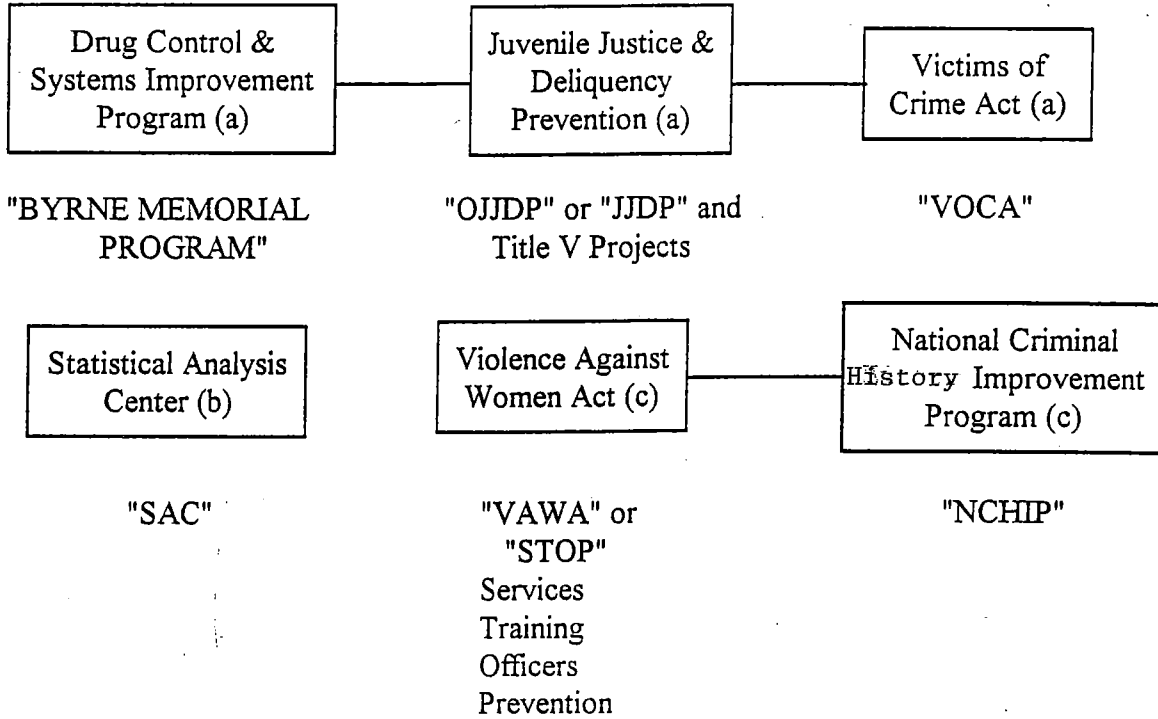 Drug Control &
Systems Improvement
Program (a)
Juvenile Justice &
Deliquency
Prevention (a)
Victims of
Crime Act (a)
"BYRNE MEMORIAL
PROGRAM"
"OJJDP" or "JJDP" and
Title V Projects
"VOCA"
Statistical Analysis
Center (b)
Violence Against
Women Act (c)
National Criminal
History Improvement
Program (c)
"SAC"
"VAWA" or
"STOP"
Services
Training
Officers
Prevention
"NCHIP"